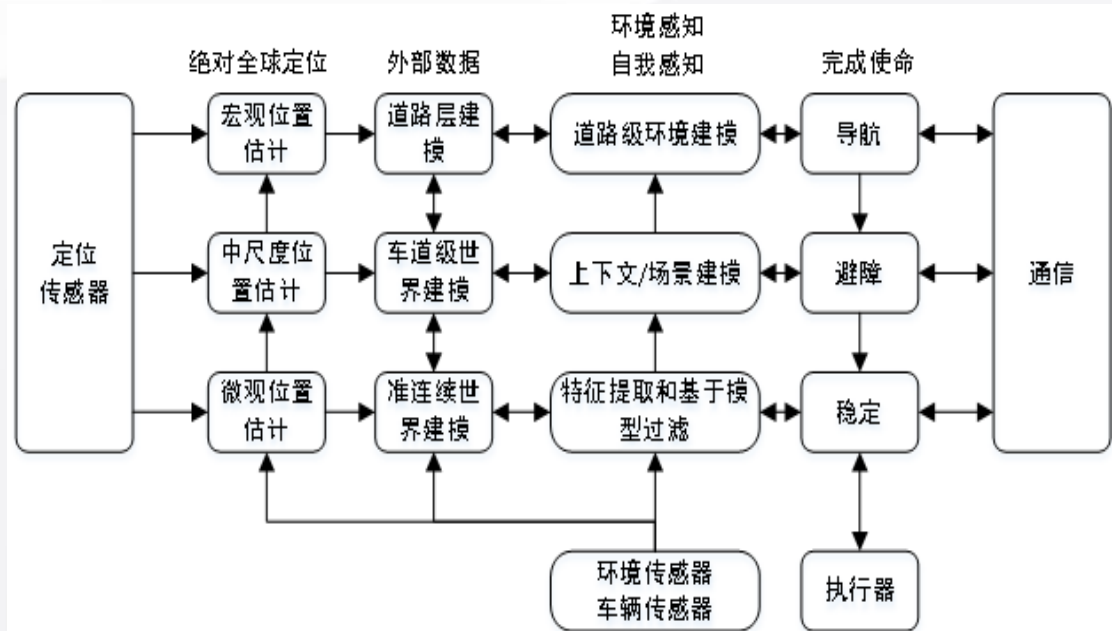 绝对全球定位
外部数据
环境感知
自我感知
完成使命
定位
传感器
宏观位置
估计
道路层建
模
道路级环境建模
导航
通信
中尺度位
置估计
车道级世
界建模
上下文/场景建模
避障
微观位置
估计
准连续世
界建模
特征提取和基于模
型过滤
稳定
环境传感器
车辆传感器
执行器